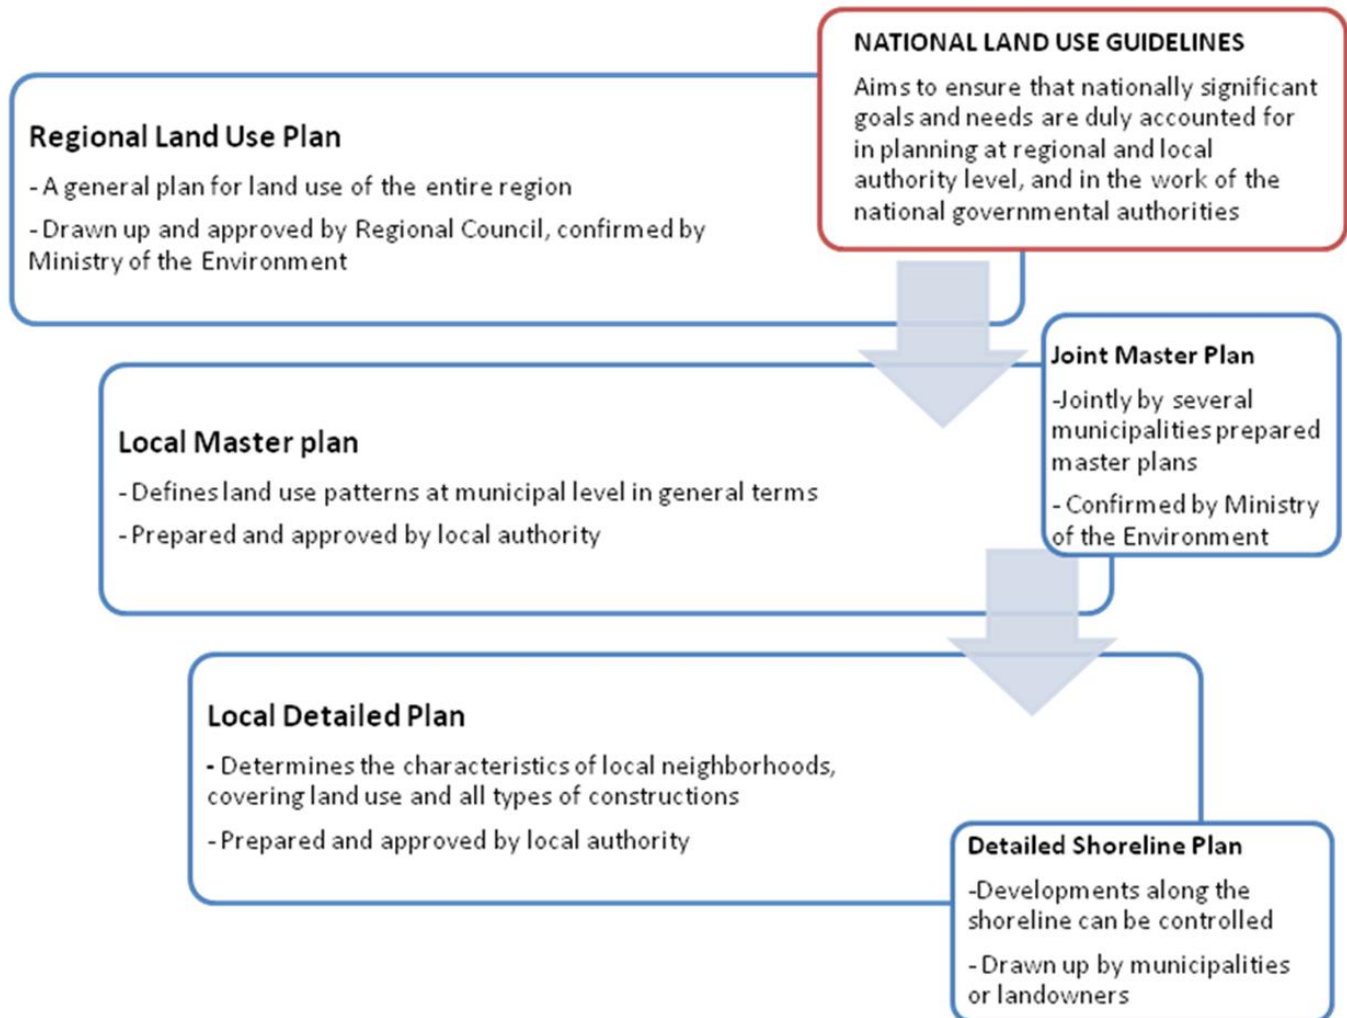 NATIONAL LAND USE GUIDELINES
Aims to ensure that nationally significant
goals and needs are duly accounted for
in planning at regional and local
authority level, and in the work of the
national governmental authorities
Regional Land Use Plan
- A general plan for land use of the entire region
- Drawn up and approved by Regional Council, confirmed by
Ministry of the Environment
Joint Master Plan
-Jointly by several
municipalities prepared
master plans
- Confirmed by Ministry
of the Environment
Local Master plan
- Defines land use patterns at municipal level in general terms
- Prepared and approved by local authority
Local Detailed Plan
- Determines the characteristics of local neighborhoods,
covering land use and all types of constructions
- Prepared and approved by local authority
Detailed Shoreline Plan
-Developments along the
shoreline can be controlled
- Drawn up by municipalities
or landowners